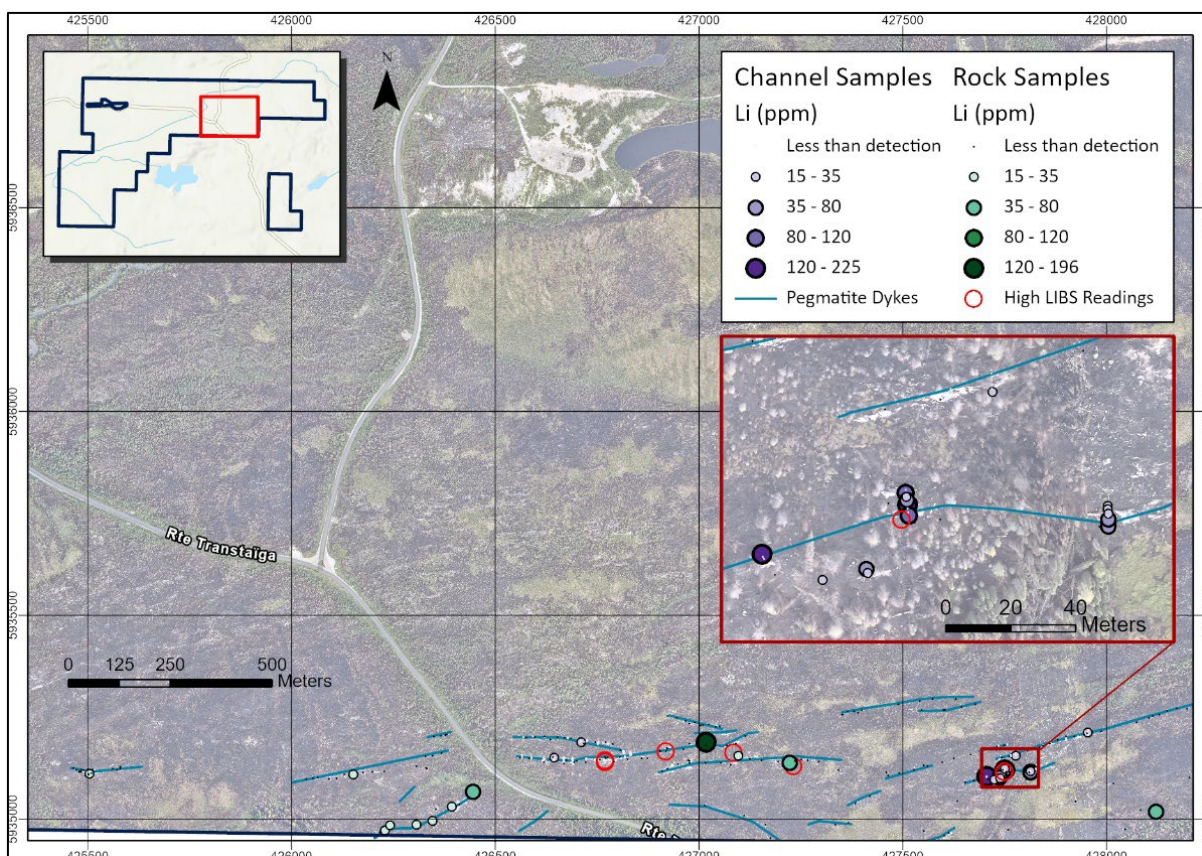 425500 426000 426500 427000 427500 428000
N
Channel Samples
Li (ppm)
Less than detection
15 - 35
35 - 80
80 - 120
120 - 225
Pegmatite Dykes
Rock Samples
Li (ppm)
Less than detection
15 - 35
35 - 80
80 - 120
120 - 196
High LIBS Readings
5936500
5936000
5935500
5935000
Rte Transtaïga
0 20 40
Meters
0 125 250 500
Meters
Rte
425500 426000 426500 427000 427500 428000